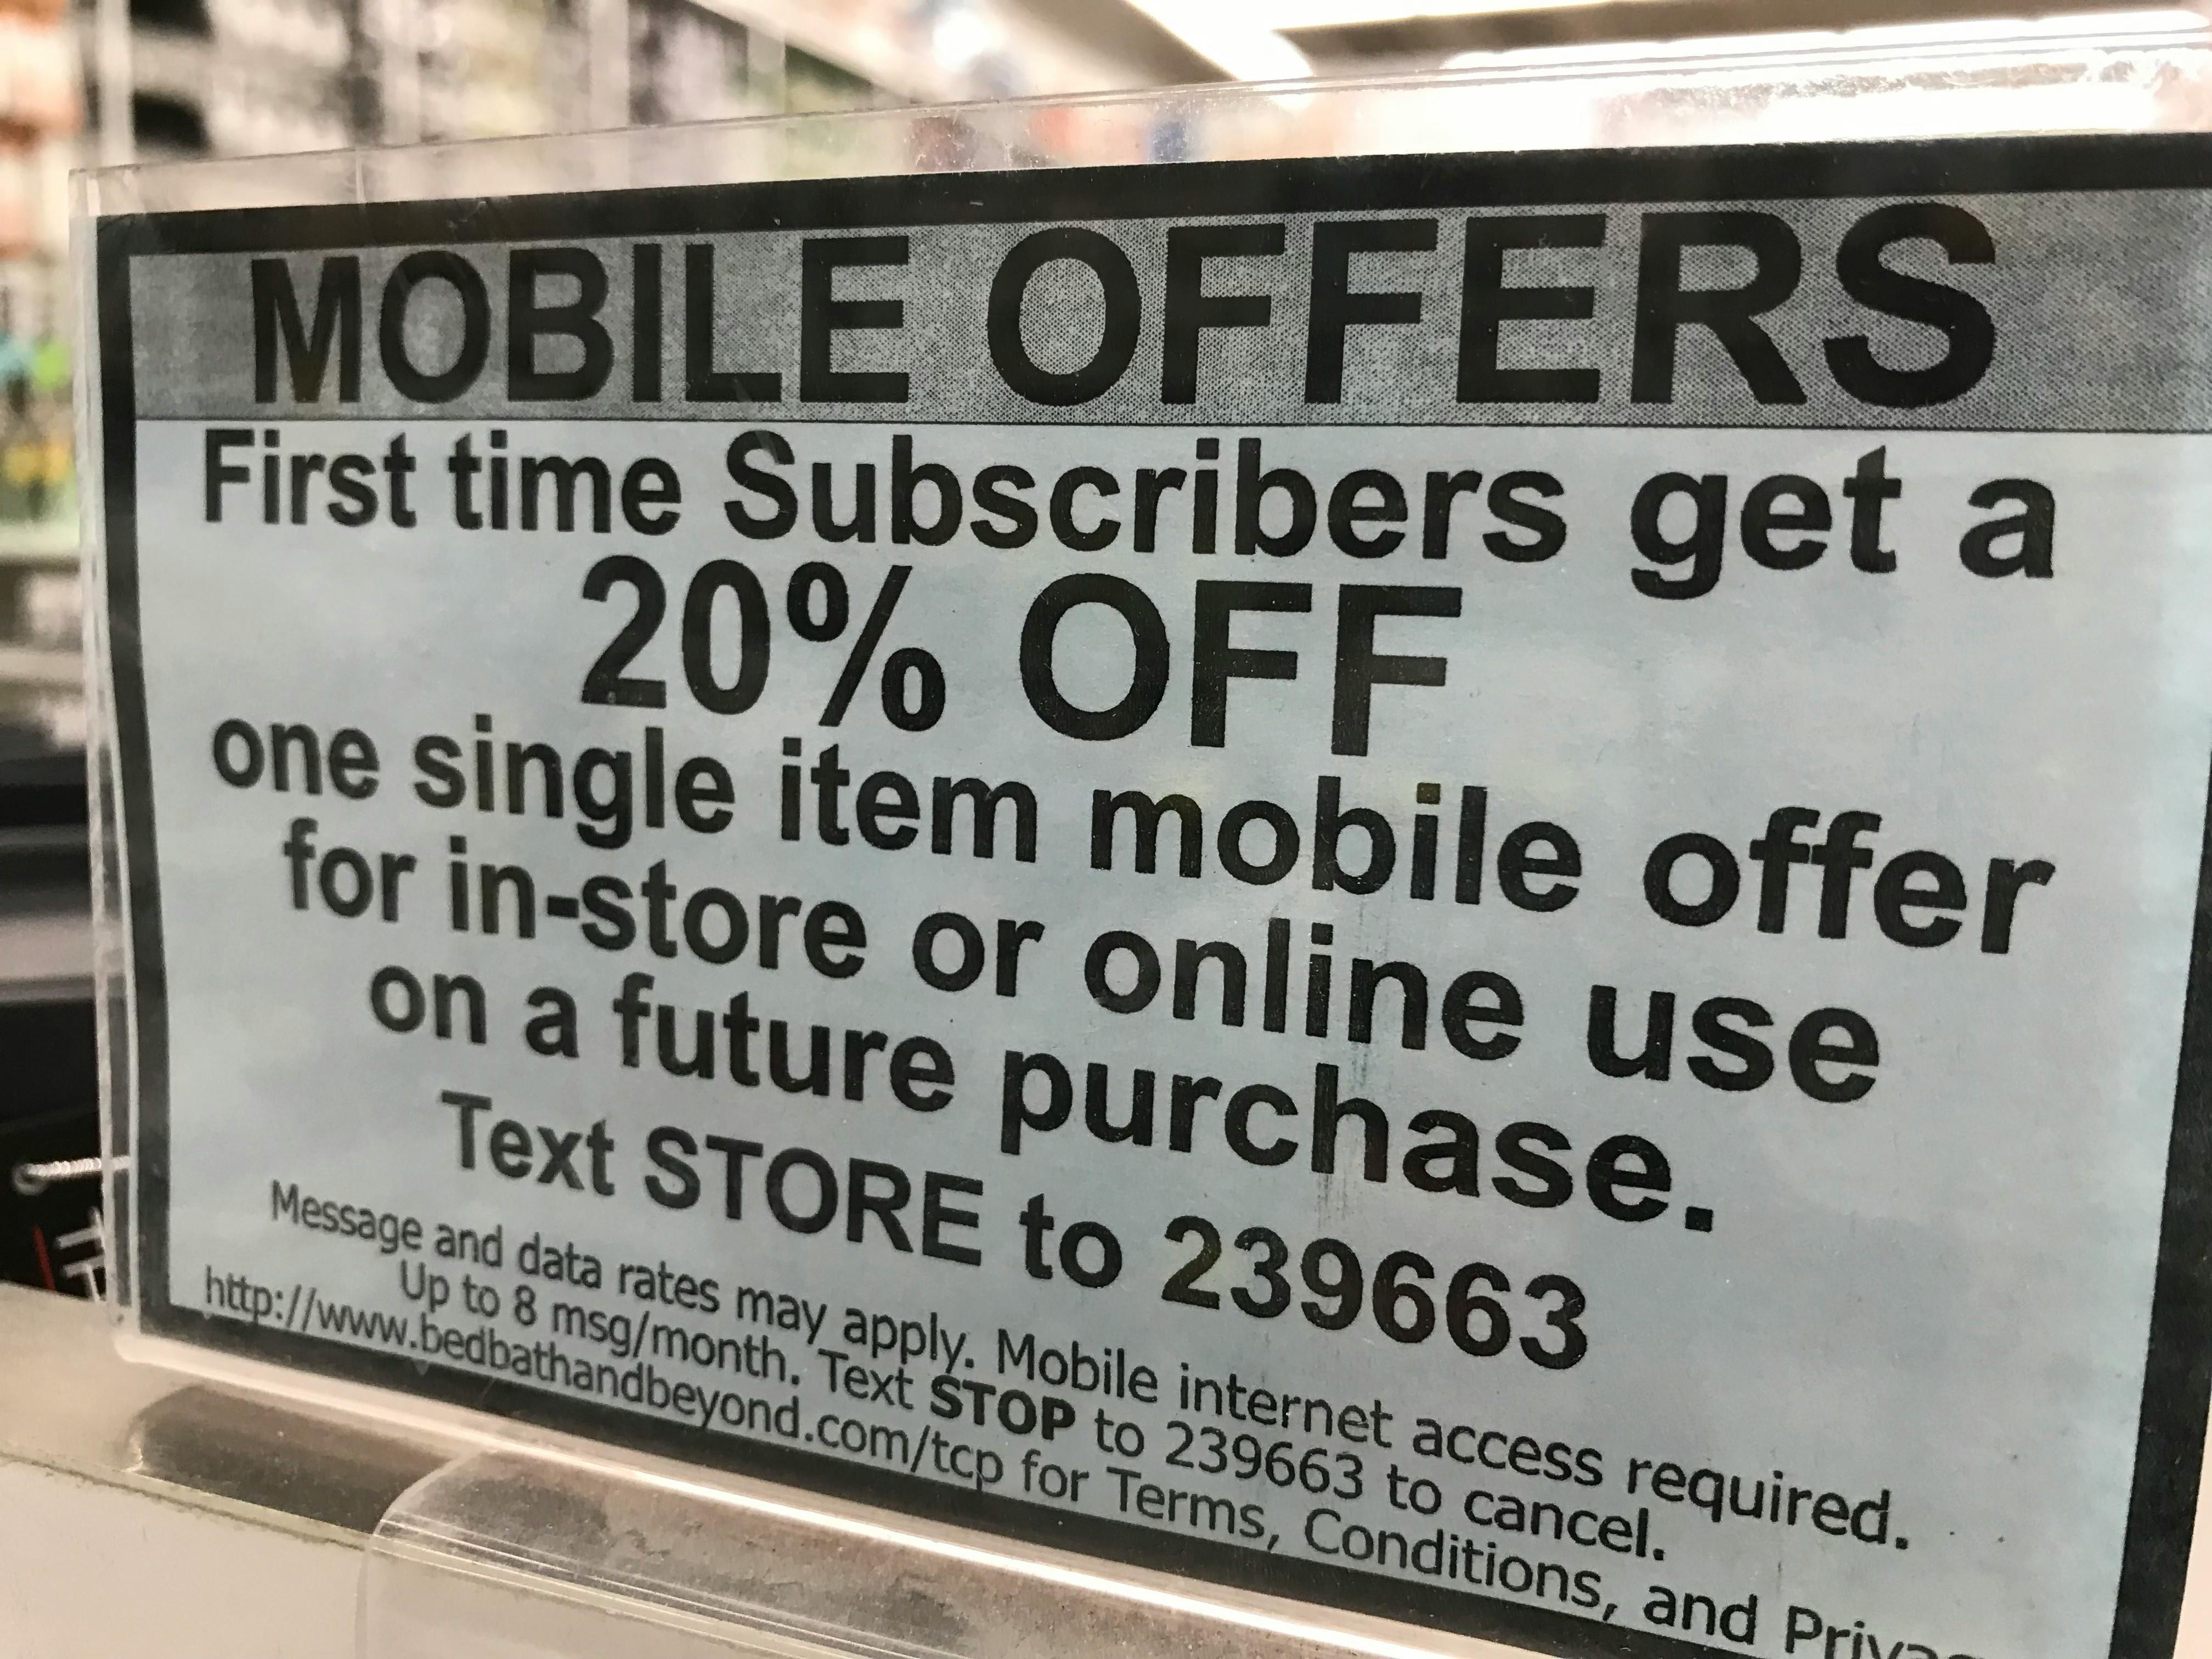 MOBILE OFFERS
First time Subscribers get a
20% OFF
one single item mobile offer
for in-store or online use
on a future purchase.
Text STORE to 239663
Message and data rates may apply. Mobile internet access required.
Up to 8 msg/month. Text STOP to 239663 to cancel.
http://www.bedbathandbeyond.com/tcp for Terms, Conditions, and